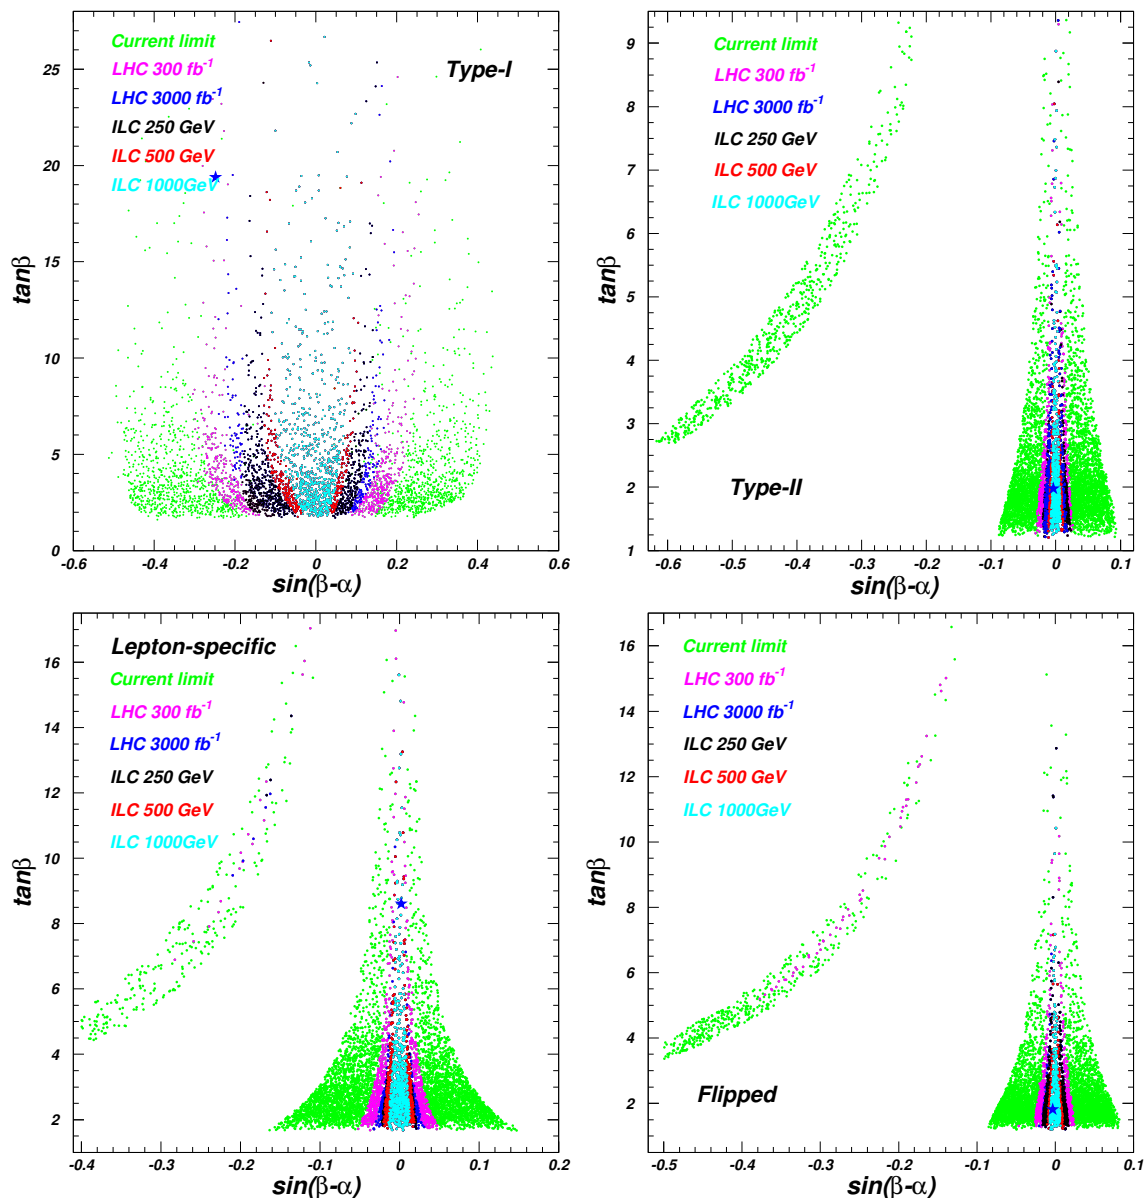 Current limit
LHC 300 fb⁻¹
LHC 3000 fb⁻¹
ILC 250 GeV
ILC 500 GeV
ILC 1000GeV
Type-I
25
20
15
10
5
0
tanβ
-0.6 -0.4 -0.2 0 0.2 0.4 0.6
sin(β-α)
Current limit
LHC 300 fb⁻¹
LHC 3000 fb⁻¹
ILC 250 GeV
ILC 500 GeV
ILC 1000GeV
Type-II
9
8
7
6
5
4
3
2
1
tanβ
-0.6 -0.5 -0.4 -0.3 -0.2 -0.1 0 0.1
sin(β-α)
Lepton-specific
Current limit
LHC 300 fb⁻¹
LHC 3000 fb⁻¹
ILC 250 GeV
ILC 500 GeV
ILC 1000GeV
16
14
12
10
8
6
4
2
tanβ
-0.4 -0.3 -0.2 -0.1 0 0.1 0.2
sin(β-α)
Current limit
LHC 300 fb⁻¹
LHC 3000 fb⁻¹
ILC 250 GeV
ILC 500 GeV
ILC 1000GeV
Flipped
16
14
12
10
8
6
4
2
tanβ
-0.5 -0.4 -0.3 -0.2 -0.1 0 0.1
sin(β-α)